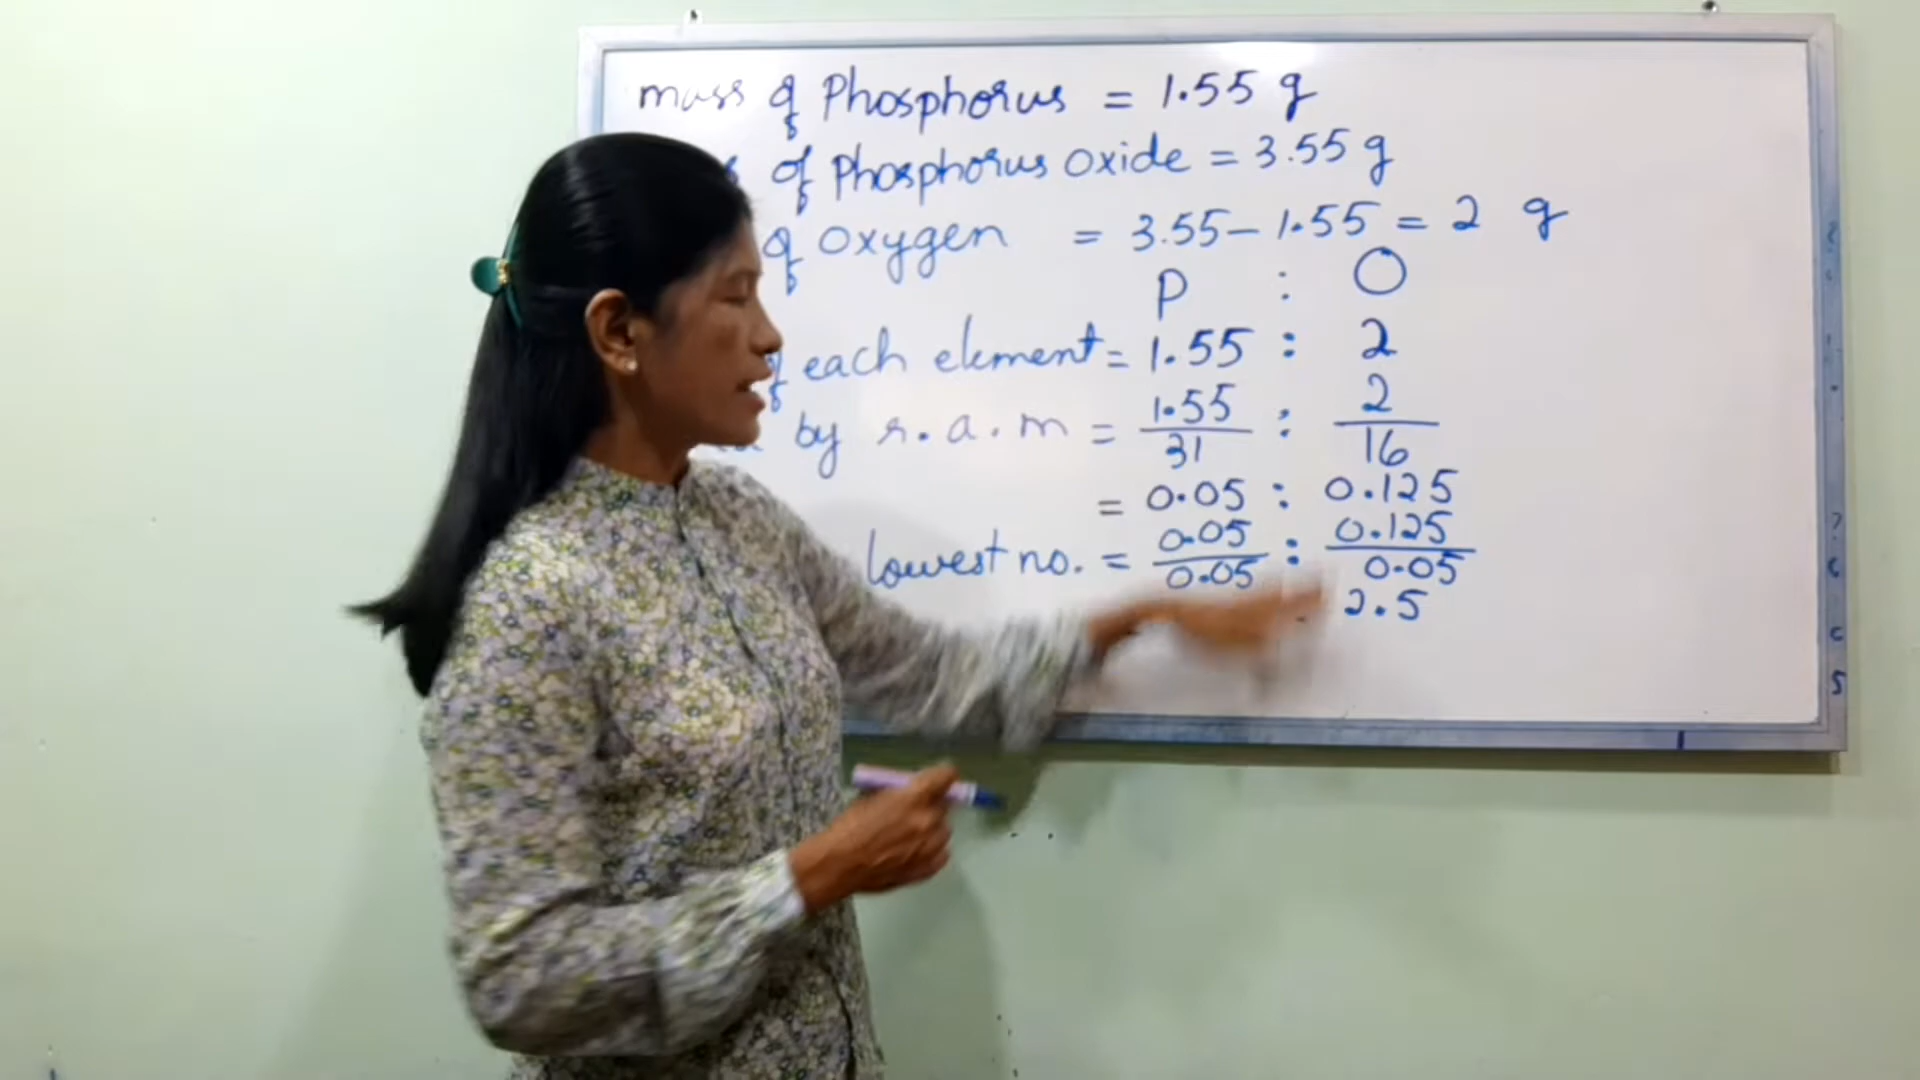 mass of Phosphorus = 1.55 g
of Phosphorus oxide = 3.55 g
of oxygen = 3.55 – 1.55 = 2 g
P : O
each element = 1.55 : 2
by r.a.m = 1.55/31 : 2/16
= 0.05 : 0.125
lowest no. = 0.05/0.05 : 0.125/0.05
2.5